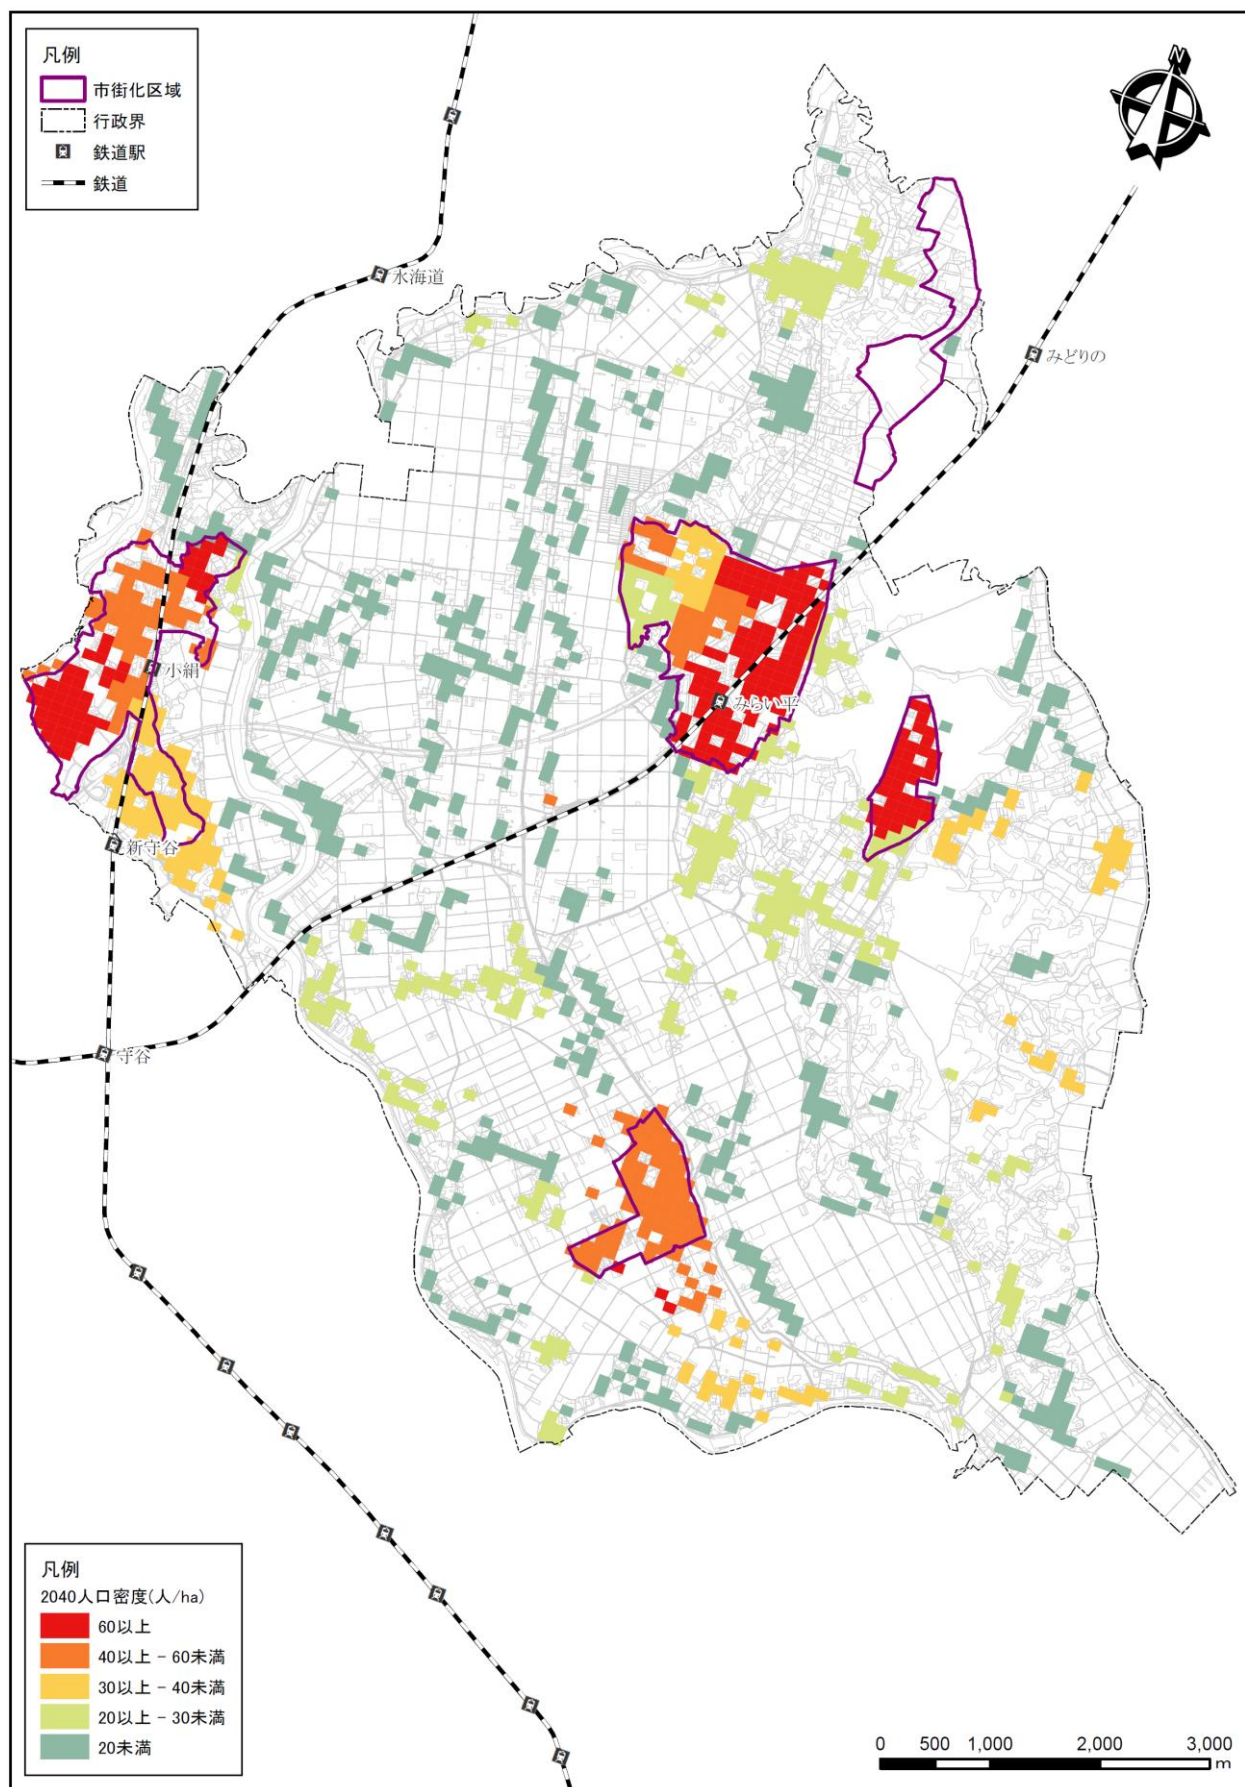 凡例
市街化区域
行政界
鉄道駅
鉄道
N
水海道
みどりの
小絹
みらい平
新守谷
守谷
凡例
2040人口密度(人/ha)
60以上
40以上 - 60未満
30以上 - 40未満
20以上 - 30未満
20未満
0 500 1,000 2,000 3,000
m